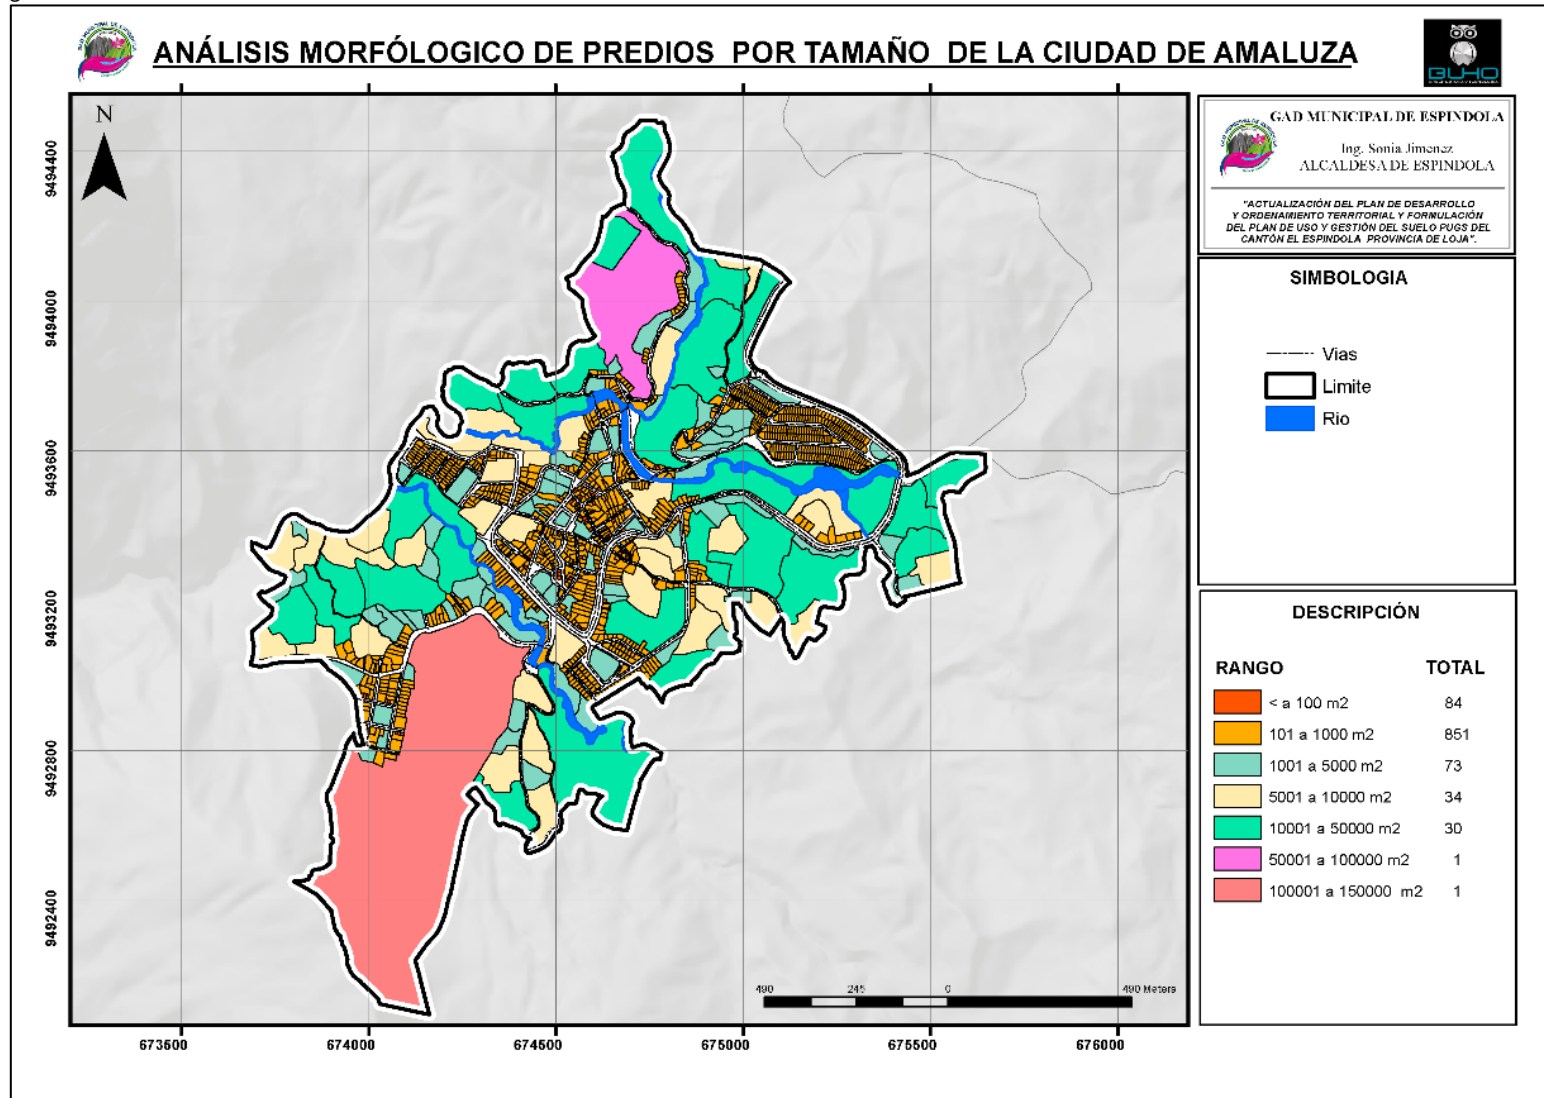 ANÁLISIS MORFÓLOGICO DE PREDIOS POR TAMAÑO DE LA CIUDAD DE AMALUZA
BUHO
N
GAD MUNICIPAL DE ESPINDOLA
Ing. Sonia Jimenez
ALCALDESA DE ESPINDOLA
"ACTUALIZACIÓN DEL PLAN DE DESARROLLO
Y ORDENAMIENTO TERRITORIAL Y FORMULACIÓN
DEL PLAN DE USO Y GESTIÓN DEL SUELO PUGS DEL
CANTÓN EL ESPINDOLA PROVINCIA DE LOJA".
SIMBOLOGIA
Vias
Limite
Rio
DESCRIPCIÓN
RANGO TOTAL
< a 100 m2 84
101 a 1000 m2 851
1001 a 5000 m2 73
5001 a 10000 m2 34
10001 a 50000 m2 30
50001 a 100000 m2 1
100001 a 150000 m2 1
9494400
9494000
9493600
9493200
9492800
9492400
490 245 0 490 Meters
673500 674000 674500 675000 675500 676000